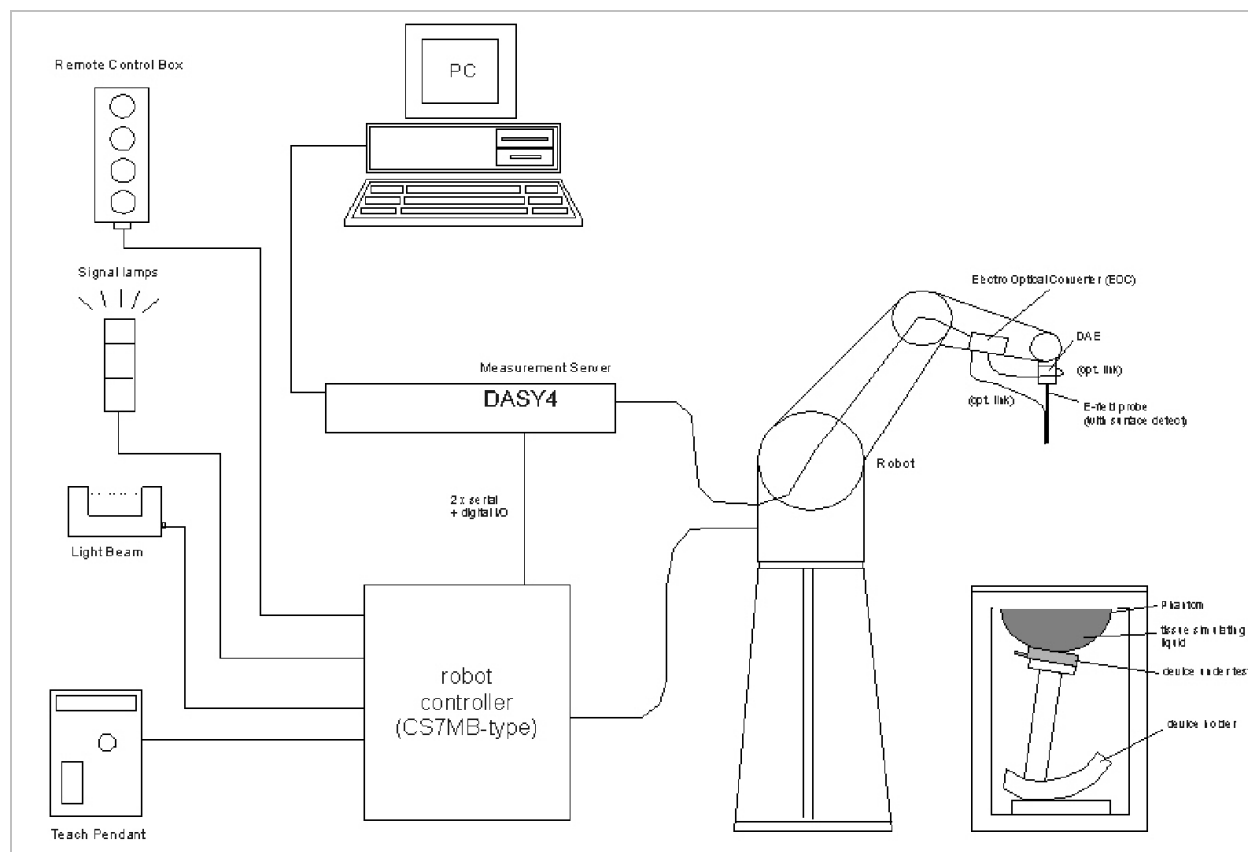 Remote Control Box
PC
Signal lamps
Electro Optical Converter (EOC)
DAE
(opt. link)
Measurement Server
DASY4
(opt. link)
E-field probe
(with surface detect)
Robot
2 x serial
+ digital I/O
Light Beam
Phantom
tissue simulating
liquid
device under test
robot
controller
(CS7MB-type)
device holder
Teach Pendant